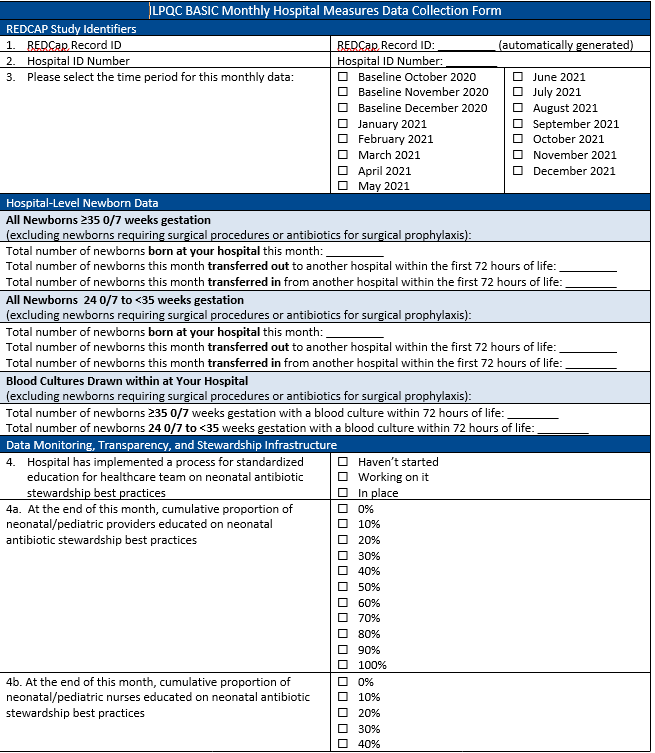 ILPQC BASIC Monthly Hospital Measures Data Collection Form
REDCAP Study Identifiers
1. REDCap Record ID
REDCap Record ID: _________ (automatically generated)
2. Hospital ID Number
Hospital ID Number: ________
3. Please select the time period for this monthly data:
☐ Baseline October 2020
☐ Baseline November 2020
☐ Baseline December 2020
☐ January 2021
☐ February 2021
☐ March 2021
☐ April 2021
☐ May 2021
☐ June 2021
☐ July 2021
☐ August 2021
☐ September 2021
☐ October 2021
☐ November 2021
☐ December 2021
Hospital-Level Newborn Data
All Newborns ≥35 0/7 weeks gestation
(excluding newborns requiring surgical procedures or antibiotics for surgical prophylaxis):
Total number of newborns born at your hospital this month: _________
Total number of newborns this month transferred out to another hospital within the first 72 hours of life: _________
Total number of newborns this month transferred in from another hospital within the first 72 hours of life: _________
All Newborns 24 0/7 to <35 weeks gestation
(excluding newborns requiring surgical procedures or antibiotics for surgical prophylaxis):
Total number of newborns born at your hospital this month: _________
Total number of newborns this month transferred out to another hospital within the first 72 hours of life: _________
Total number of newborns this month transferred in from another hospital within the first 72 hours of life: _________
Blood Cultures Drawn within at Your Hospital
(excluding newborns requiring surgical procedures or antibiotics for surgical prophylaxis):
Total number of newborns ≥35 0/7 weeks gestation with a blood culture within 72 hours of life: ________
Total number of newborns 24 0/7 to <35 weeks gestation with a blood culture within 72 hours of life: ________
Data Monitoring, Transparency, and Stewardship Infrastructure
4. Hospital has implemented a process for standardized
education for healthcare team on neonatal antibiotic
stewardship best practices
☐ Haven't started
☐ Working on it
☐ In place
4a. At the end of this month, cumulative proportion of
neonatal/pediatric providers educated on neonatal
antibiotic stewardship best practices
☐ 0%
☐ 10%
☐ 20%
☐ 30%
☐ 40%
☐ 50%
☐ 60%
☐ 70%
☐ 80%
☐ 90%
☐ 100%
4b. At the end of this month, cumulative proportion of
neonatal/pediatric nurses educated on neonatal antibiotic
stewardship best practices
☐ 0%
☐ 10%
☐ 20%
☐ 30%
☐ 40%